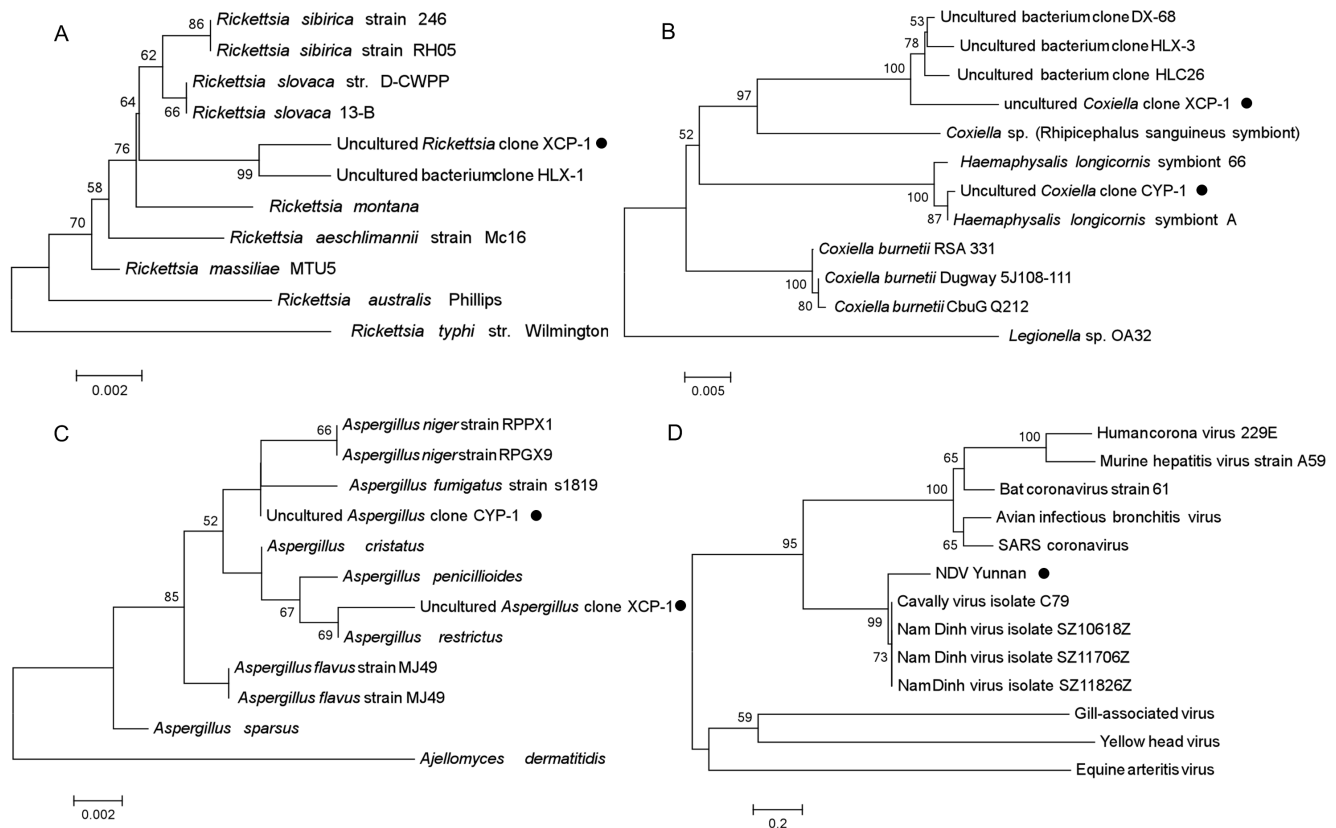 A
86
Rickettsia sibirica strain 246
Rickettsia sibirica strain RH05
62
Rickettsia slovaca str. D-CWPP
66
Rickettsia slovaca 13-B
64
Uncultured Rickettsia clone XCP-1
76
99
Uncultured bacteriumclone HLX-1
58
Rickettsia montana
70
Rickettsia aeschlimannii strain Mc16
Rickettsia massiliae MTU5
Rickettsia australis Phillips
Rickettsia typhi str. Wilmington
0.002
B
53
Uncultured bacterium clone DX-68
78
Uncultured bacterium clone HLX-3
100
Uncultured bacterium clone HLC26
97
uncultured Coxiella clone XCP-1
52
Coxiella sp. (Rhipicephalus sanguineus symbiont)
Haemaphysalis longicornis symbiont 66
100
Uncultured Coxiella clone CYP-1
87
Haemaphysalis longicornis symbiont A
Coxiella burnetii RSA 331
100
Coxiella burnetii Dugway 5J108-111
80
Coxiella burnetii CbuG Q212
Legionella sp. OA32
0.005
C
66
Aspergillus niger strain RPPX1
Aspergillus niger strain RPGX9
Aspergillus fumigatus strain s1819
52
Uncultured Aspergillus clone CYP-1
Aspergillus cristatus
Aspergillus penicillioides
85
67
Uncultured Aspergillus clone XCP-1
69
Aspergillus restrictus
Aspergillus flavus strain MJ49
Aspergillus flavus strain MJ49
Aspergillus sparsus
Ajellomyces dermatitidis
0.002
D
100
Human corona virus 229E
65
Murine hepatitis virus strain A59
100
Bat coronavirus strain 61
Avian infectious bronchitis virus
65
SARS coronavirus
95
NDV Yunnan
Cavally virus isolate C79
99
Nam Dinh virus isolate SZ10618Z
73
Nam Dinh virus isolate SZ11706Z
Nam Dinh virus isolate SZ11826Z
59
Gill-associated virus
Yellow head virus
Equine arteritis virus
0.2